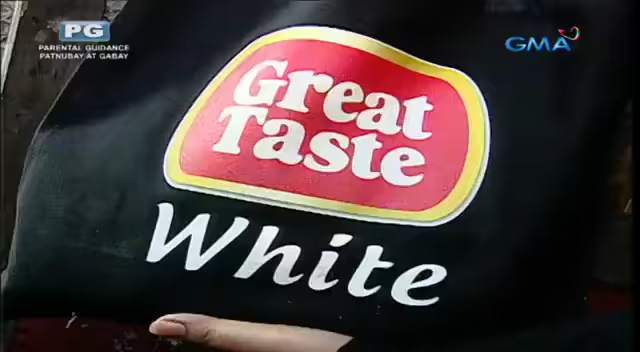 PG
PARENTAL GUIDANCE
PATNUBAY AT GABAY
GMA
Great
Taste
White